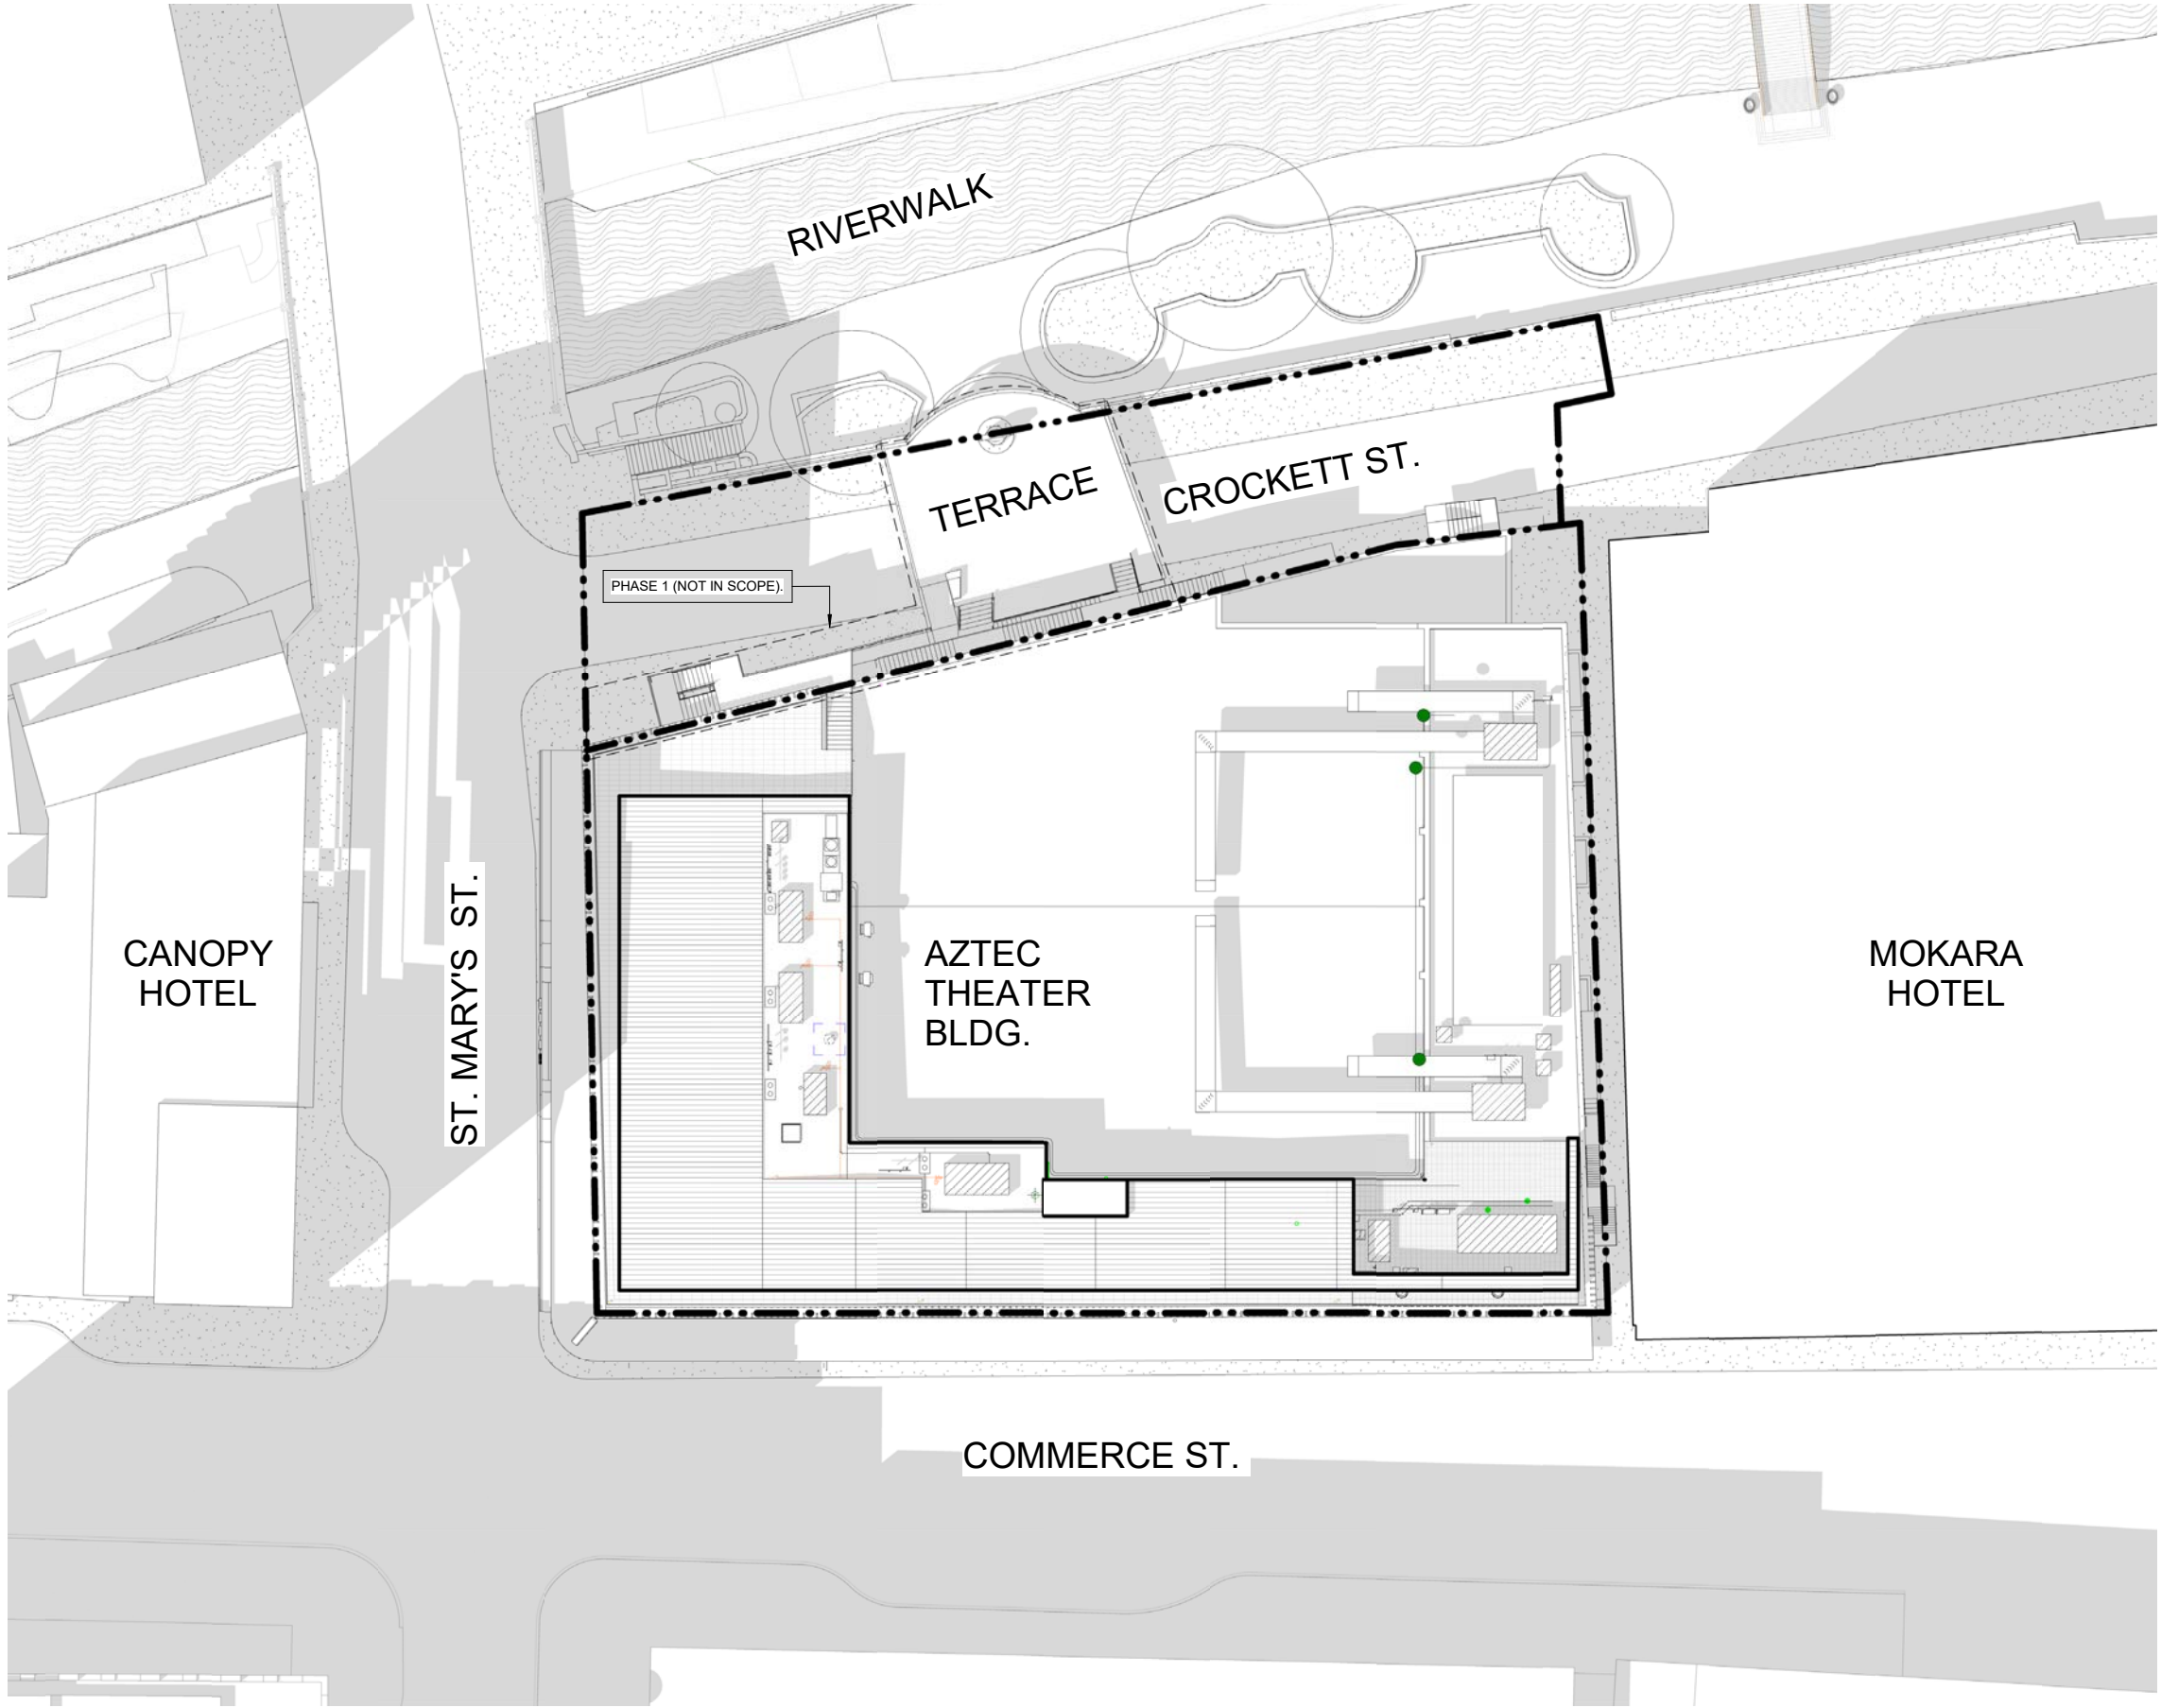 RIVERWALK
TERRACE
CROCKETT ST.
PHASE 1 (NOT IN SCOPE).
CANOPY
HOTEL
ST. MARY'S ST.
AZTEC
THEATER
BLDG.
MOKARA
HOTEL
COMMERCE ST.